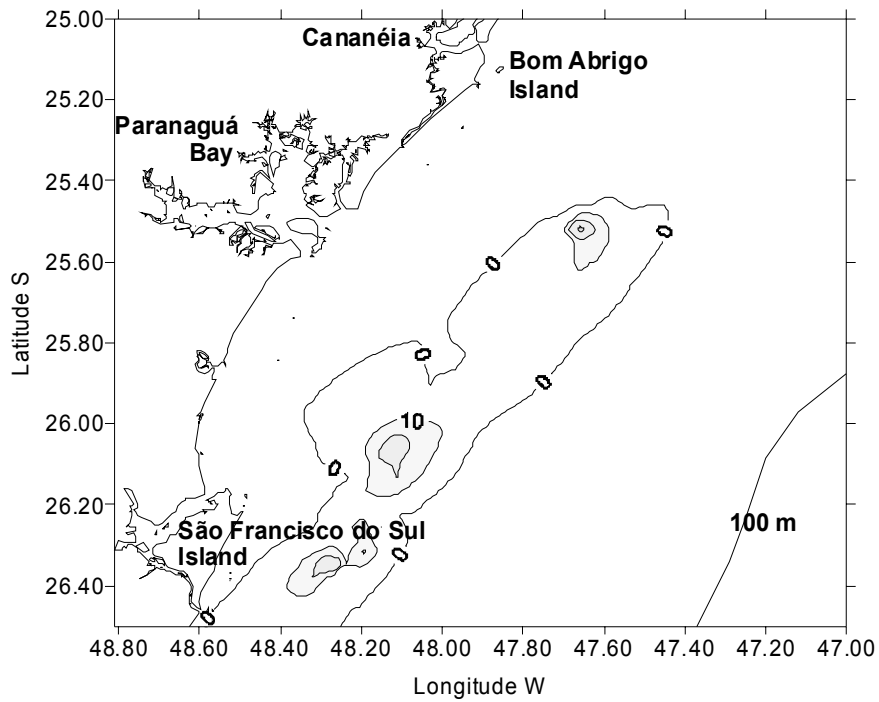 25.00
Cananéia
Bom Abrigo
Island
25.20
Paranaguá
Bay
25.40
0
25.60
0
Latitude S
25.80
0
0
26.00
10
0
26.20
100 m
São Francisco do Sul
Island
0
26.40
0
48.80 48.60 48.40 48.20 48.00 47.80 47.60 47.40 47.20 47.00
Longitude W